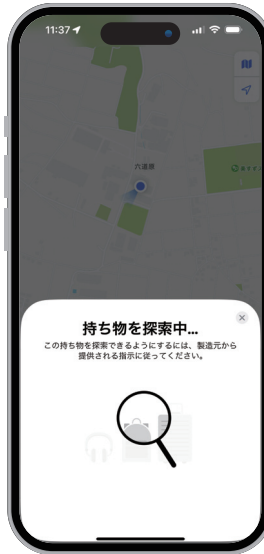 11:37
六道原
持ち物を探索中...
この持ち物を探索できるようにするには、製造元から
提供される指示に従ってください。